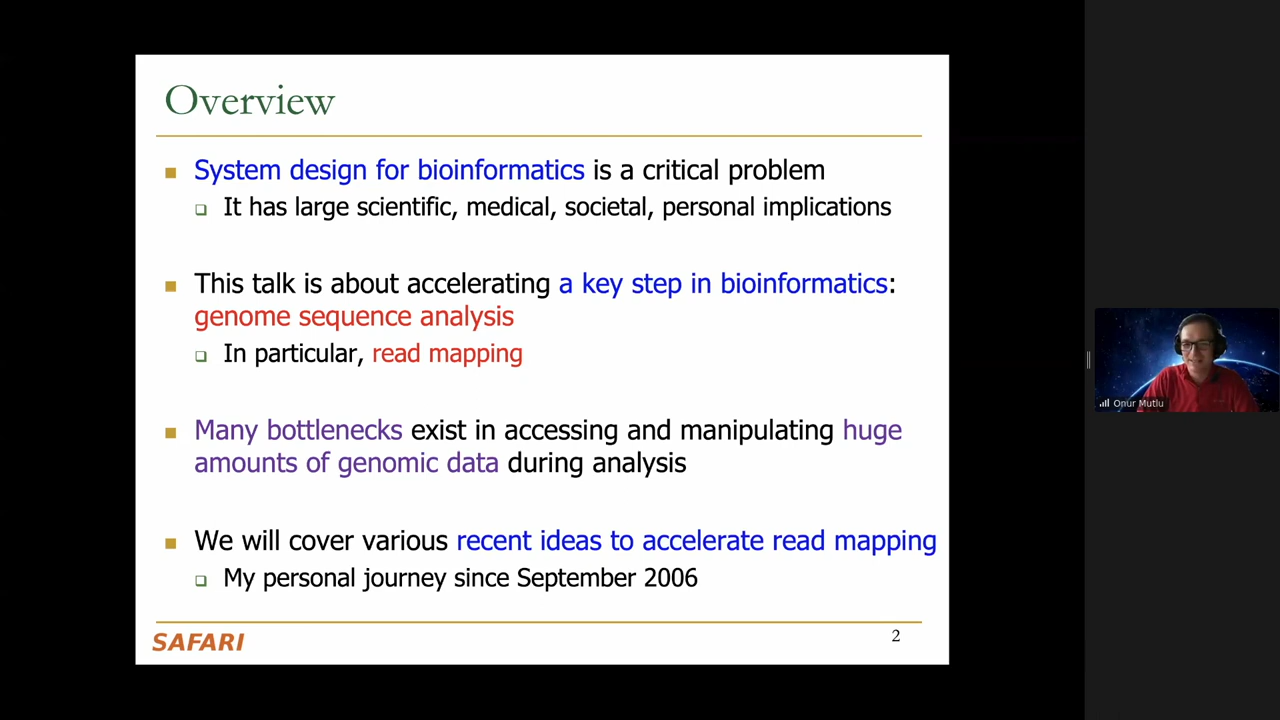 Overview
System design for bioinformatics is a critical problem
It has large scientific, medical, societal, personal implications
This talk is about accelerating a key step in bioinformatics:
genome sequence analysis
In particular, read mapping
Many bottlenecks exist in accessing and manipulating huge
amounts of genomic data during analysis
We will cover various recent ideas to accelerate read mapping
My personal journey since September 2006
SAFARI
2
Onur Mutlu